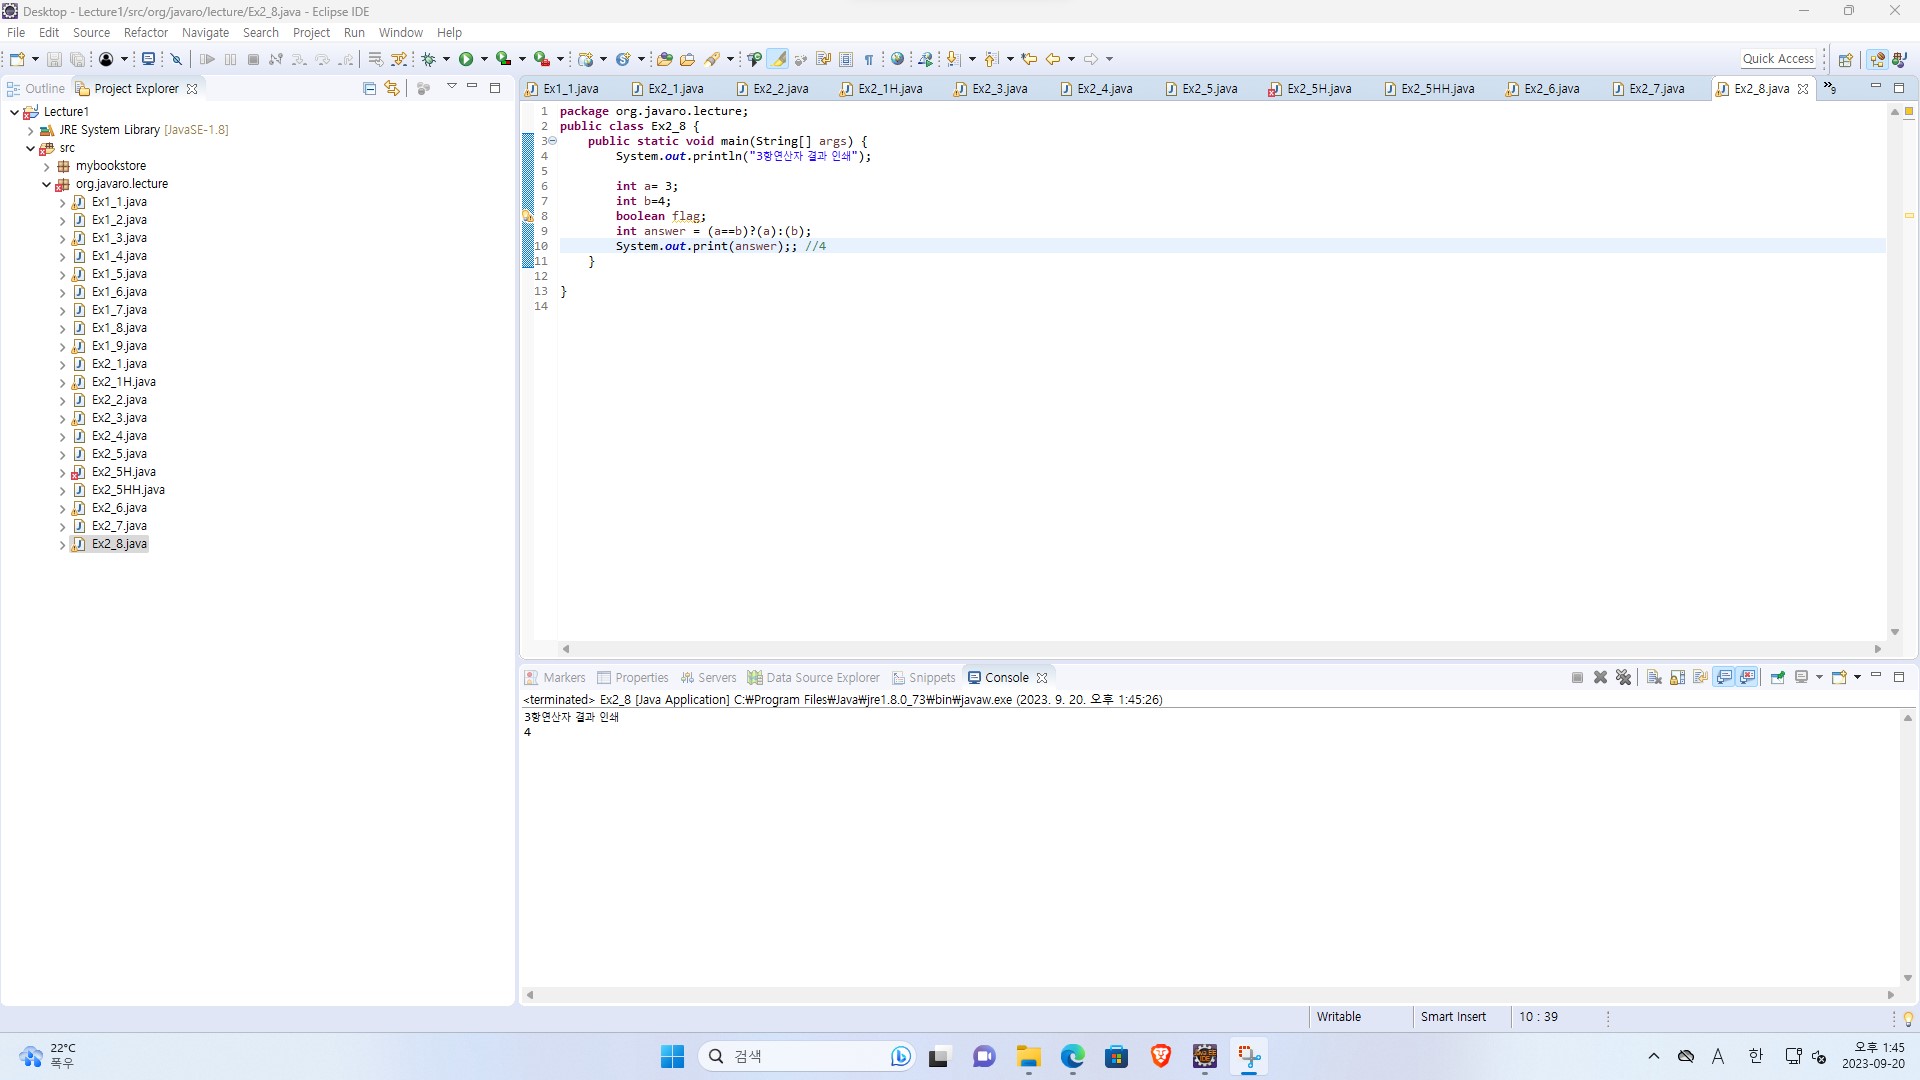 Desktop - Lecture1/src/org/javaro/lecture/Ex2_8.java - Eclipse IDE
File Edit Source Refactor Navigate Search Project Run Window Help
Quick Access
Outline Project Explorer
Ex1_1.java Ex2_1.java Ex2_2.java Ex2_1H.java Ex2_3.java Ex2_4.java Ex2_5.java Ex2_5H.java Ex2_5HH.java Ex2_6.java Ex2_7.java Ex2_8.java »9
Lecture1
JRE System Library [JavaSE-1.8]
src
mybookstore
org.javaro.lecture
Ex1_1.java
Ex1_2.java
Ex1_3.java
Ex1_4.java
Ex1_5.java
Ex1_6.java
Ex1_7.java
Ex1_8.java
Ex1_9.java
Ex2_1.java
Ex2_1H.java
Ex2_2.java
Ex2_3.java
Ex2_4.java
Ex2_5.java
Ex2_5H.java
Ex2_5HH.java
Ex2_6.java
Ex2_7.java
Ex2_8.java
1 package org.javaro.lecture;
2 public class Ex2_8 {
3 public static void main(String[] args) {
4 System.out.println("3항연산자 결과 인쇄");
5
6 int a= 3;
7 int b=4;
8 boolean flag;
9 int answer = (a==b)?(a):(b);
10 System.out.print(answer);; //4
11 }
12
13 }
14
Markers Properties Servers Data Source Explorer Snippets Console
<terminated> Ex2_8 [Java Application] C:₩Program Files₩Java₩jre1.8.0_73₩bin₩javaw.exe (2023. 9. 20. 오후 1:45:26)
3항연산자 결과 인쇄
4
Writable Smart Insert 10 : 39
22°C
폭우
검색
A 한
오후 1:45
2023-09-20